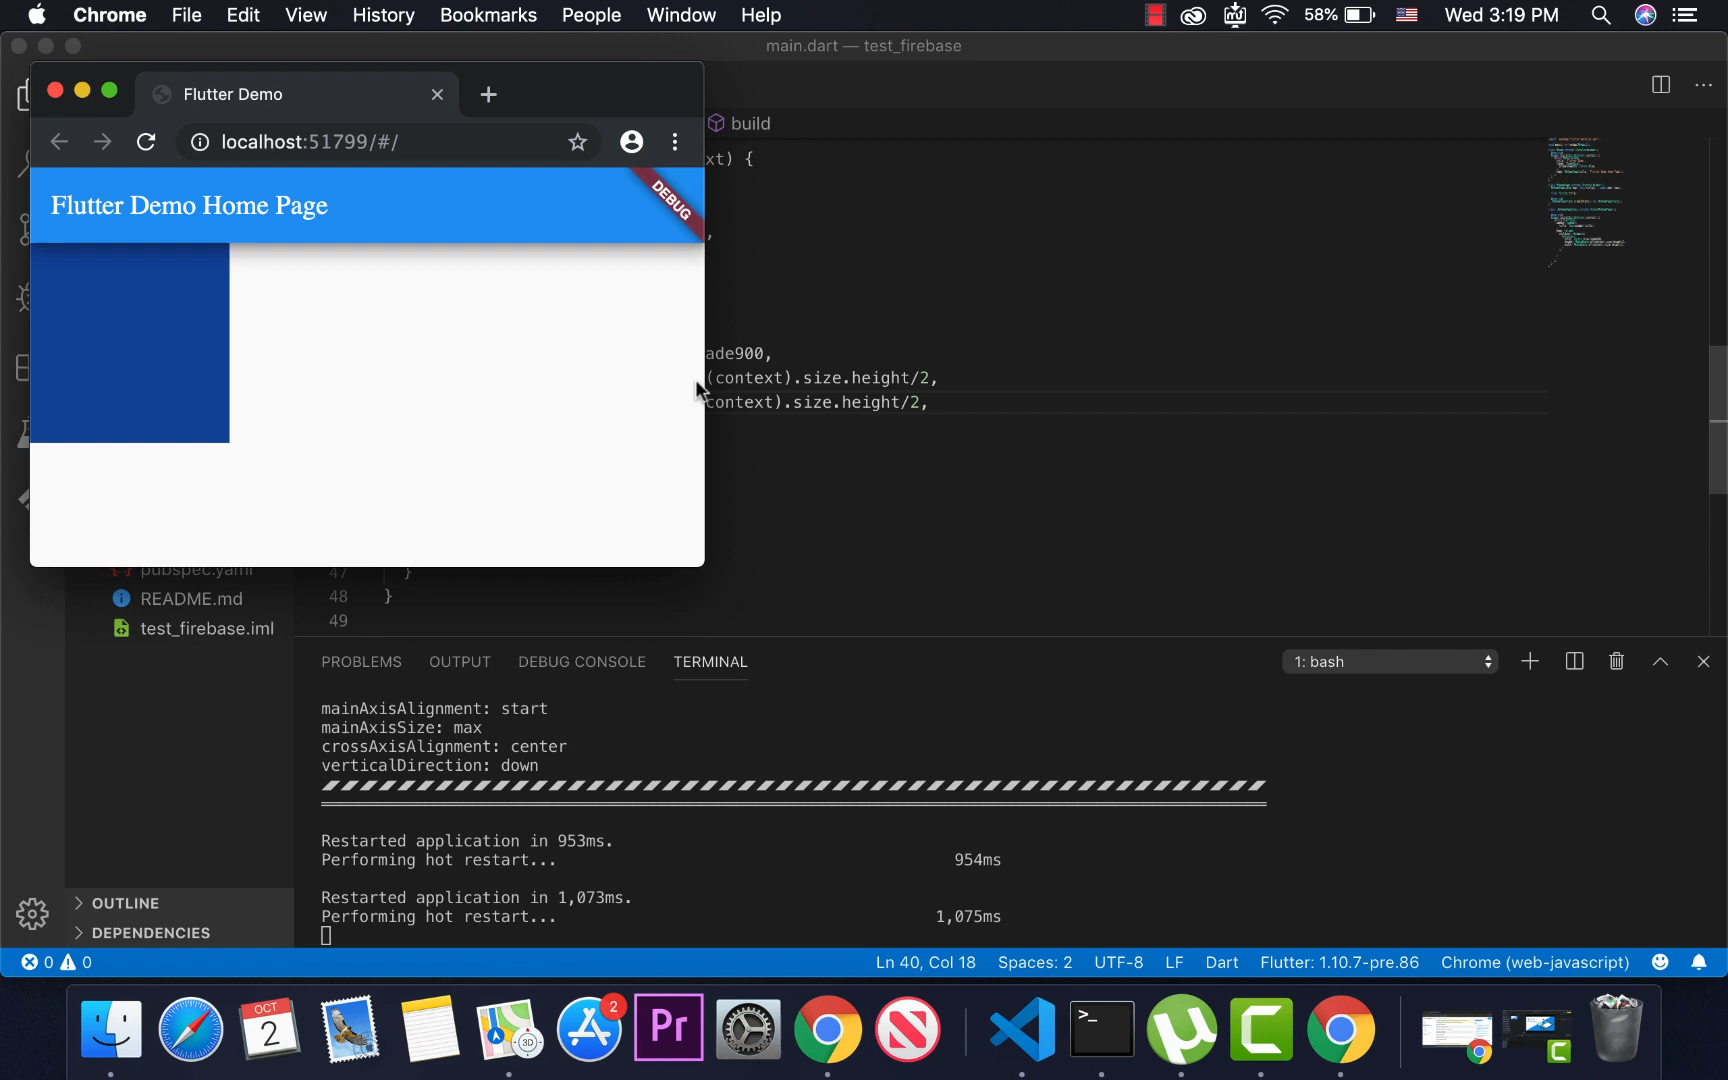 Chrome File Edit View History Bookmarks People Window Help 58% Wed 3:19 PM
main.dart — test_firebase
Flutter Demo
localhost:51799/#/
build
Flutter Demo Home Page
DEBUG
xt) {
,
ade900,
(context).size.height/2,
context).size.height/2,
pubspec.yaml
47 }
README.md
48 }
49
test_firebase.iml
PROBLEMS OUTPUT DEBUG CONSOLE TERMINAL 1: bash
mainAxisAlignment: start
mainAxisSize: max
crossAxisAlignment: center
verticalDirection: down
Restarted application in 953ms.
Performing hot restart... 954ms
Restarted application in 1,073ms.
Performing hot restart... 1,075ms
OUTLINE
DEPENDENCIES
0 0 Ln 40, Col 18 Spaces: 2 UTF-8 LF Dart Flutter: 1.10.7-pre.86 Chrome (web-javascript)
OCT
2
3D
2
Pr
>_